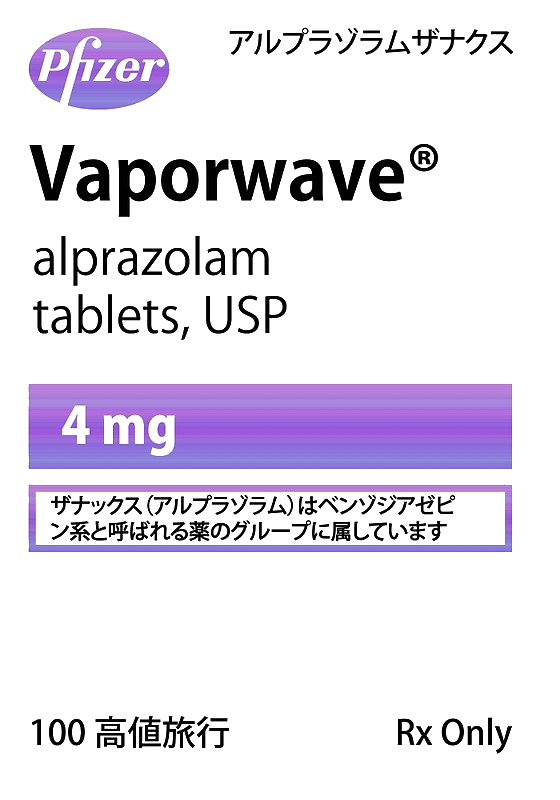 Pfizer
アルプラゾラムザナクス
Vaporwave®
alprazolam
tablets, USP
4 mg
ザナックス（アルプラゾラム）はベンゾジアゼピ
ン系と呼ばれる薬のグループに属しています
100 高値旅行
Rx Only